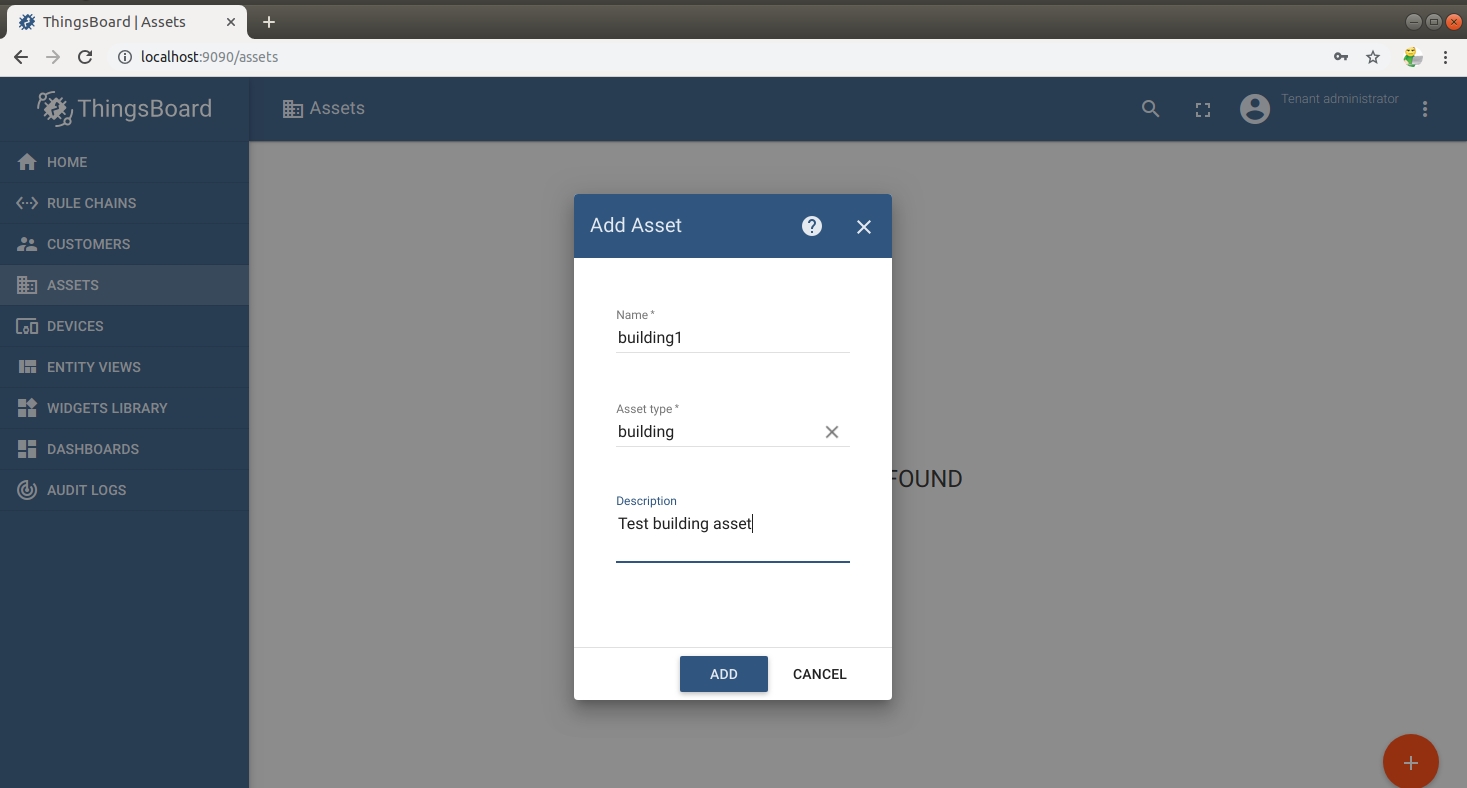 ThingsBoard | Assets
localhost:9090/assets
ThingsBoard
Assets
Tenant administrator
HOME
RULE CHAINS
CUSTOMERS
ASSETS
DEVICES
ENTITY VIEWS
WIDGETS LIBRARY
DASHBOARDS
AUDIT LOGS
Add Asset
Name *
building1
Asset type *
building
FOUND
Description
Test building asset
ADD CANCEL